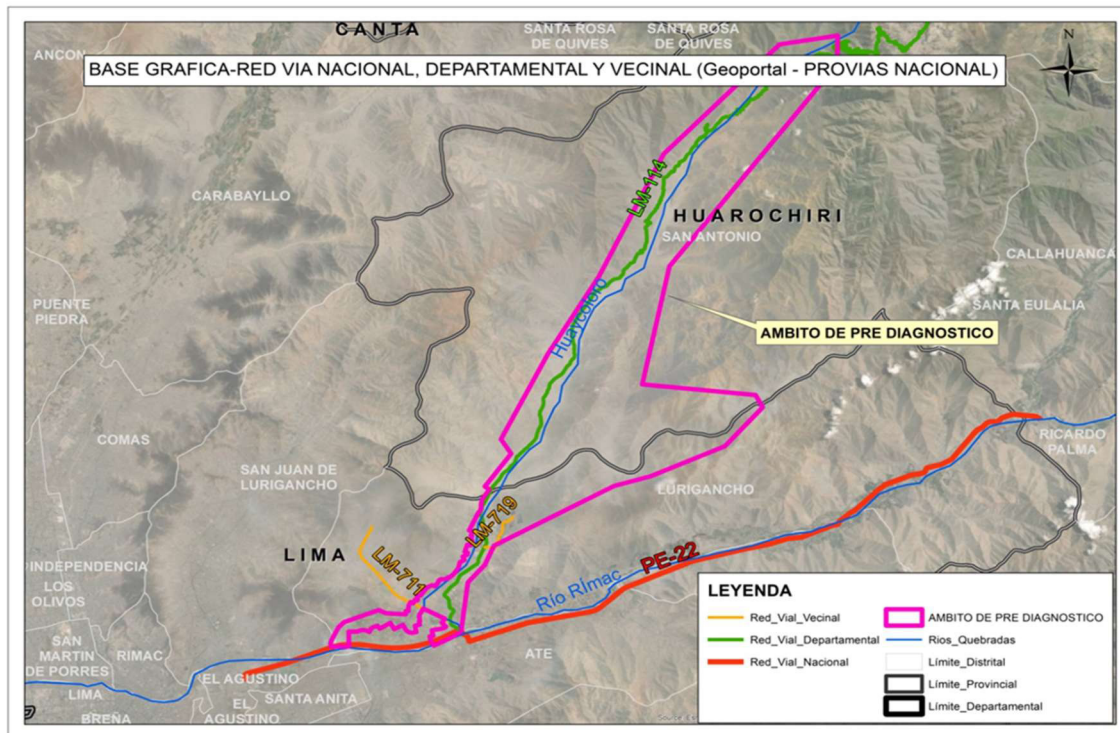 CANTA
SANTA ROSA
DE QUIVES
SANTA ROSA
DE QUIVES
ANCON
N
BASE GRAFICA-RED VIA NACIONAL, DEPARTAMENTAL Y VECINAL (Geoportal - PROVIAS NACIONAL)
CARABAYLLO
LM-114
HUAROCHIRI
SAN ANTONIO
CALLAHUANCA
PUENTE
PIEDRA
SANTA EULALIA
Huaycoloro
AMBITO DE PRE DIAGNOSTICO
COMAS
RICARDO
PALMA
SAN JUAN DE
LURIGANCHO
LURIGANCHO
LM-719
LIMA
LM-711
PE-22
INDEPENDENCIA
LOS
OLIVOS
Río RÍmac
SAN
MARTIN
DE PORRES
RIMAC
ATE
EL AGUSTINO
LIMA
SANTA ANITA
EL
AGUSTINO
BREÑA
LEYENDA
Red_Vial_Vecinal
Red_Vial_Departamental
Red_Vial_Nacional
AMBITO DE PRE DIAGNOSTICO
Rios_Quebradas
Límite_Distrital
Límite_Provincial
Límite_Departamental